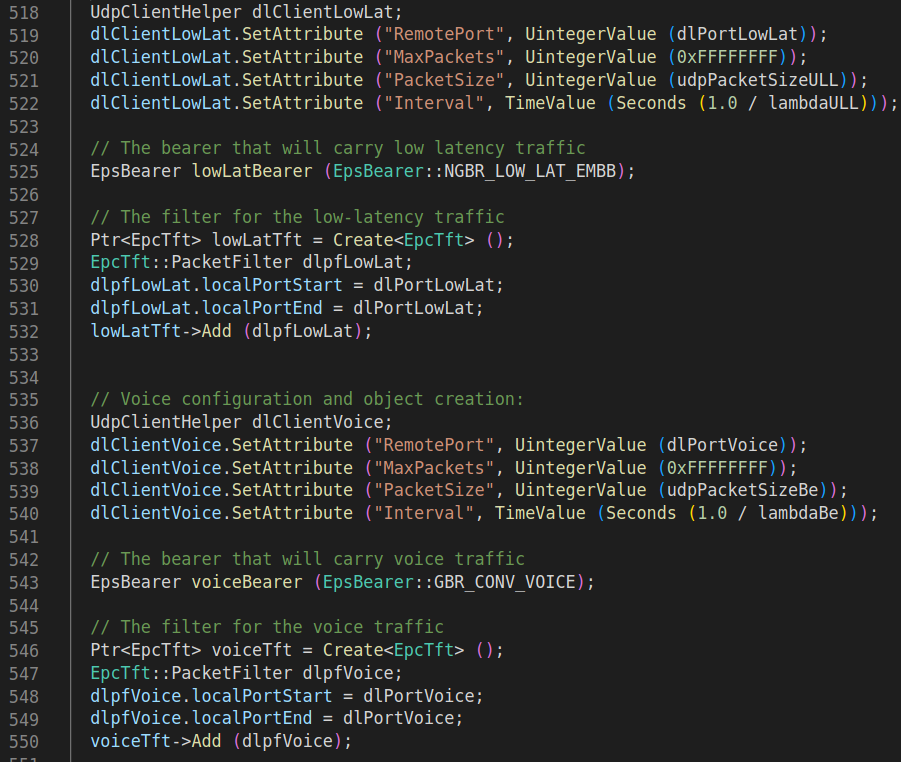 518 UdpClientHelper dlClientLowLat;
519 dlClientLowLat.SetAttribute ("RemotePort", UintegerValue (dlPortLowLat));
520 dlClientLowLat.SetAttribute ("MaxPackets", UintegerValue (0xFFFFFFFF));
521 dlClientLowLat.SetAttribute ("PacketSize", UintegerValue (udpPacketSizeULL));
522 dlClientLowLat.SetAttribute ("Interval", TimeValue (Seconds (1.0 / lambdaULL)));
523
524 // The bearer that will carry low latency traffic
525 EpsBearer lowLatBearer (EpsBearer::NGBR_LOW_LAT_EMBB);
526
527 // The filter for the low-latency traffic
528 Ptr<EpcTft> lowLatTft = Create<EpcTft> ();
529 EpcTft::PacketFilter dlpfLowLat;
530 dlpfLowLat.localPortStart = dlPortLowLat;
531 dlpfLowLat.localPortEnd = dlPortLowLat;
532 lowLatTft->Add (dlpfLowLat);
533
534
535 // Voice configuration and object creation:
536 UdpClientHelper dlClientVoice;
537 dlClientVoice.SetAttribute ("RemotePort", UintegerValue (dlPortVoice));
538 dlClientVoice.SetAttribute ("MaxPackets", UintegerValue (0xFFFFFFFF));
539 dlClientVoice.SetAttribute ("PacketSize", UintegerValue (udpPacketSizeBe));
540 dlClientVoice.SetAttribute ("Interval", TimeValue (Seconds (1.0 / lambdaBe)));
541
542 // The bearer that will carry voice traffic
543 EpsBearer voiceBearer (EpsBearer::GBR_CONV_VOICE);
544
545 // The filter for the voice traffic
546 Ptr<EpcTft> voiceTft = Create<EpcTft> ();
547 EpcTft::PacketFilter dlpfVoice;
548 dlpfVoice.localPortStart = dlPortVoice;
549 dlpfVoice.localPortEnd = dlPortVoice;
550 voiceTft->Add (dlpfVoice);